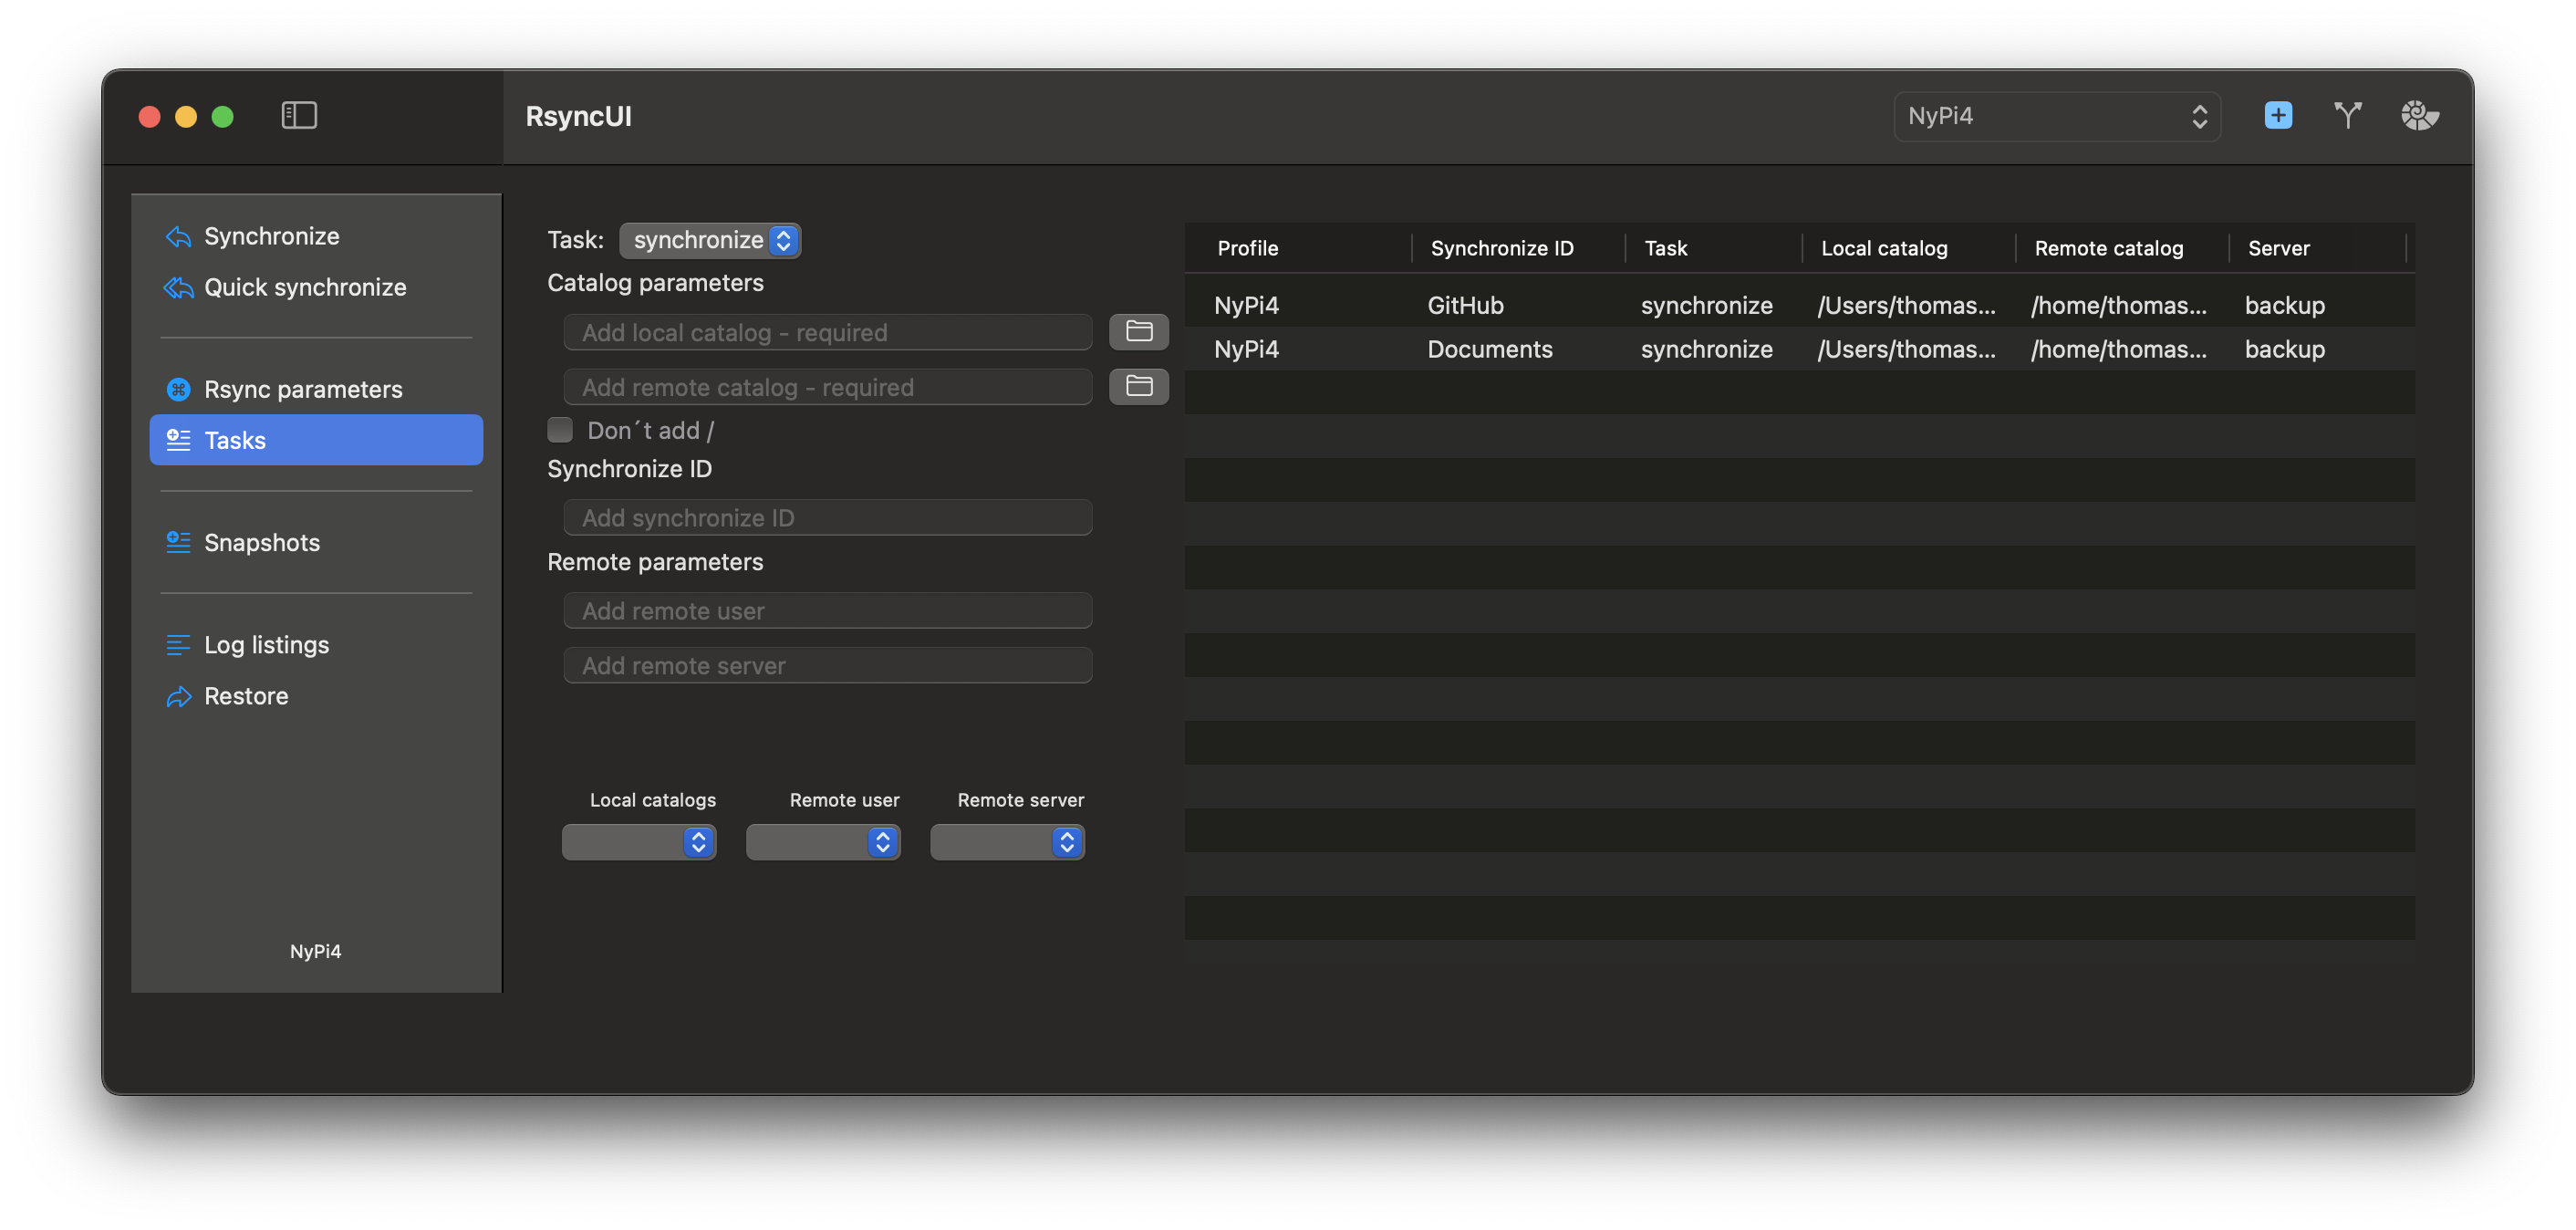 RsyncUI
NyPi4
Synchronize
Quick synchronize
Rsync parameters
Tasks
Snapshots
Log listings
Restore
NyPi4
Task: synchronize
Catalog parameters
Add local catalog - required
Add remote catalog - required
Don´t add /
Synchronize ID
Add synchronize ID
Remote parameters
Add remote user
Add remote server
Local catalogs Remote user Remote server
Profile Synchronize ID Task Local catalog Remote catalog Server
NyPi4 GitHub synchronize /Users/thomas... /home/thomas... backup
NyPi4 Documents synchronize /Users/thomas... /home/thomas... backup